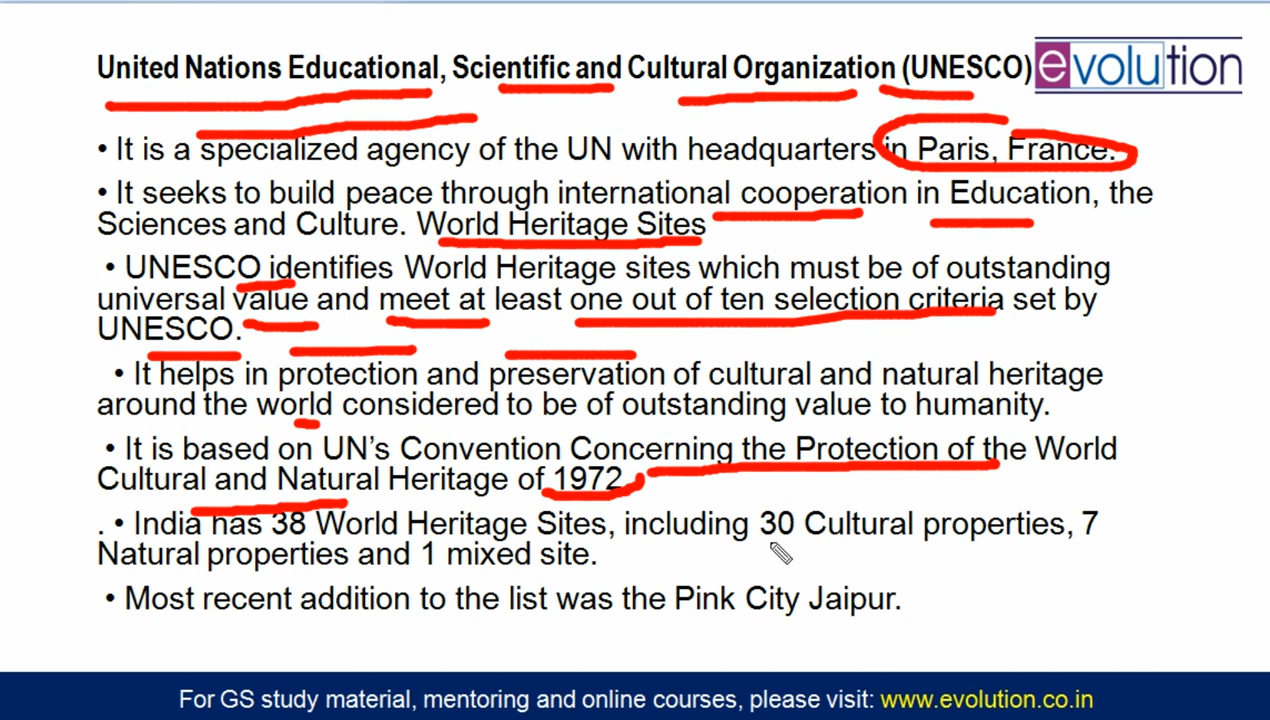 United Nations Educational, Scientific and Cultural Organization (UNESCO)
evolution
• It is a specialized agency of the UN with headquarters in Paris, France.
• It seeks to build peace through international cooperation in Education, the
Sciences and Culture. World Heritage Sites
• UNESCO identifies World Heritage sites which must be of outstanding
universal value and meet at least one out of ten selection criteria set by
UNESCO.
• It helps in protection and preservation of cultural and natural heritage
around the world considered to be of outstanding value to humanity.
• It is based on UN's Convention Concerning the Protection of the World
Cultural and Natural Heritage of 1972
. • India has 38 World Heritage Sites, including 30 Cultural properties, 7
Natural properties and 1 mixed site.
• Most recent addition to the list was the Pink City Jaipur.
For GS study material, mentoring and online courses, please visit: www.evolution.co.in